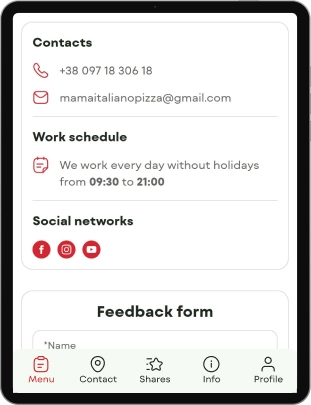 Contacts
+38 097 18 306 18
mamaitalianopizza@gmail.com
Work schedule
We work every day without holidays
from 09:30 to 21:00
Social networks
Feedback form
*Name
Menu
Contact
Shares
Info
Profile